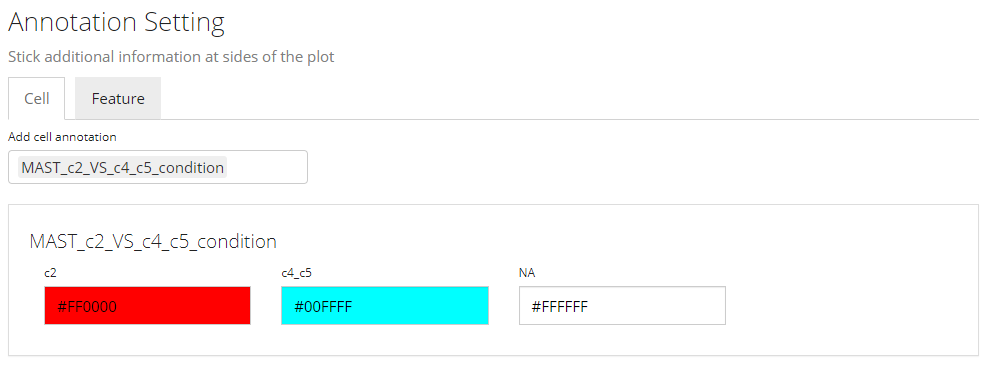 Annotation Setting
Stick additional information at sides of the plot
Cell Feature
Add cell annotation
MAST_c2_VS_c4_c5_condition
MAST_c2_VS_c4_c5_condition
c2 c4_c5 NA
#FF0000 #00FFFF #FFFFFF